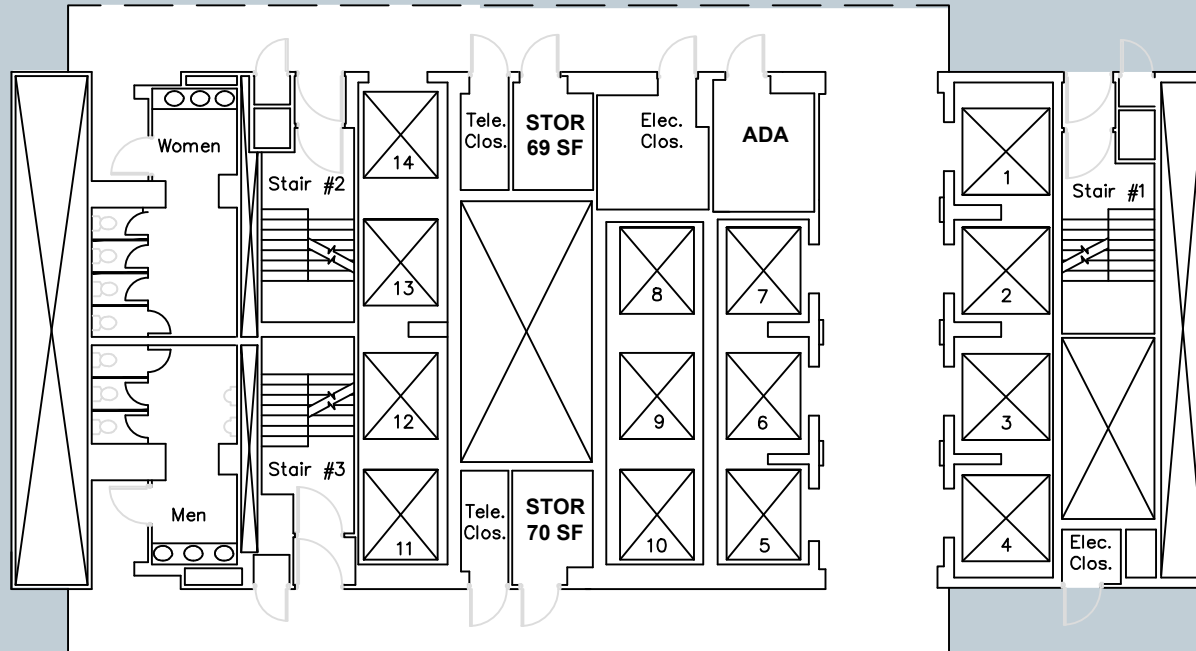 Women
Stair #2
14
Tele.
Clos.
STOR
69 SF
Elec.
Clos.
ADA
1
Stair #1
13
8
7
2
12
9
6
3
Stair #3
Men
11
Tele.
Clos.
STOR
70 SF
10
5
4
Elec.
Clos.